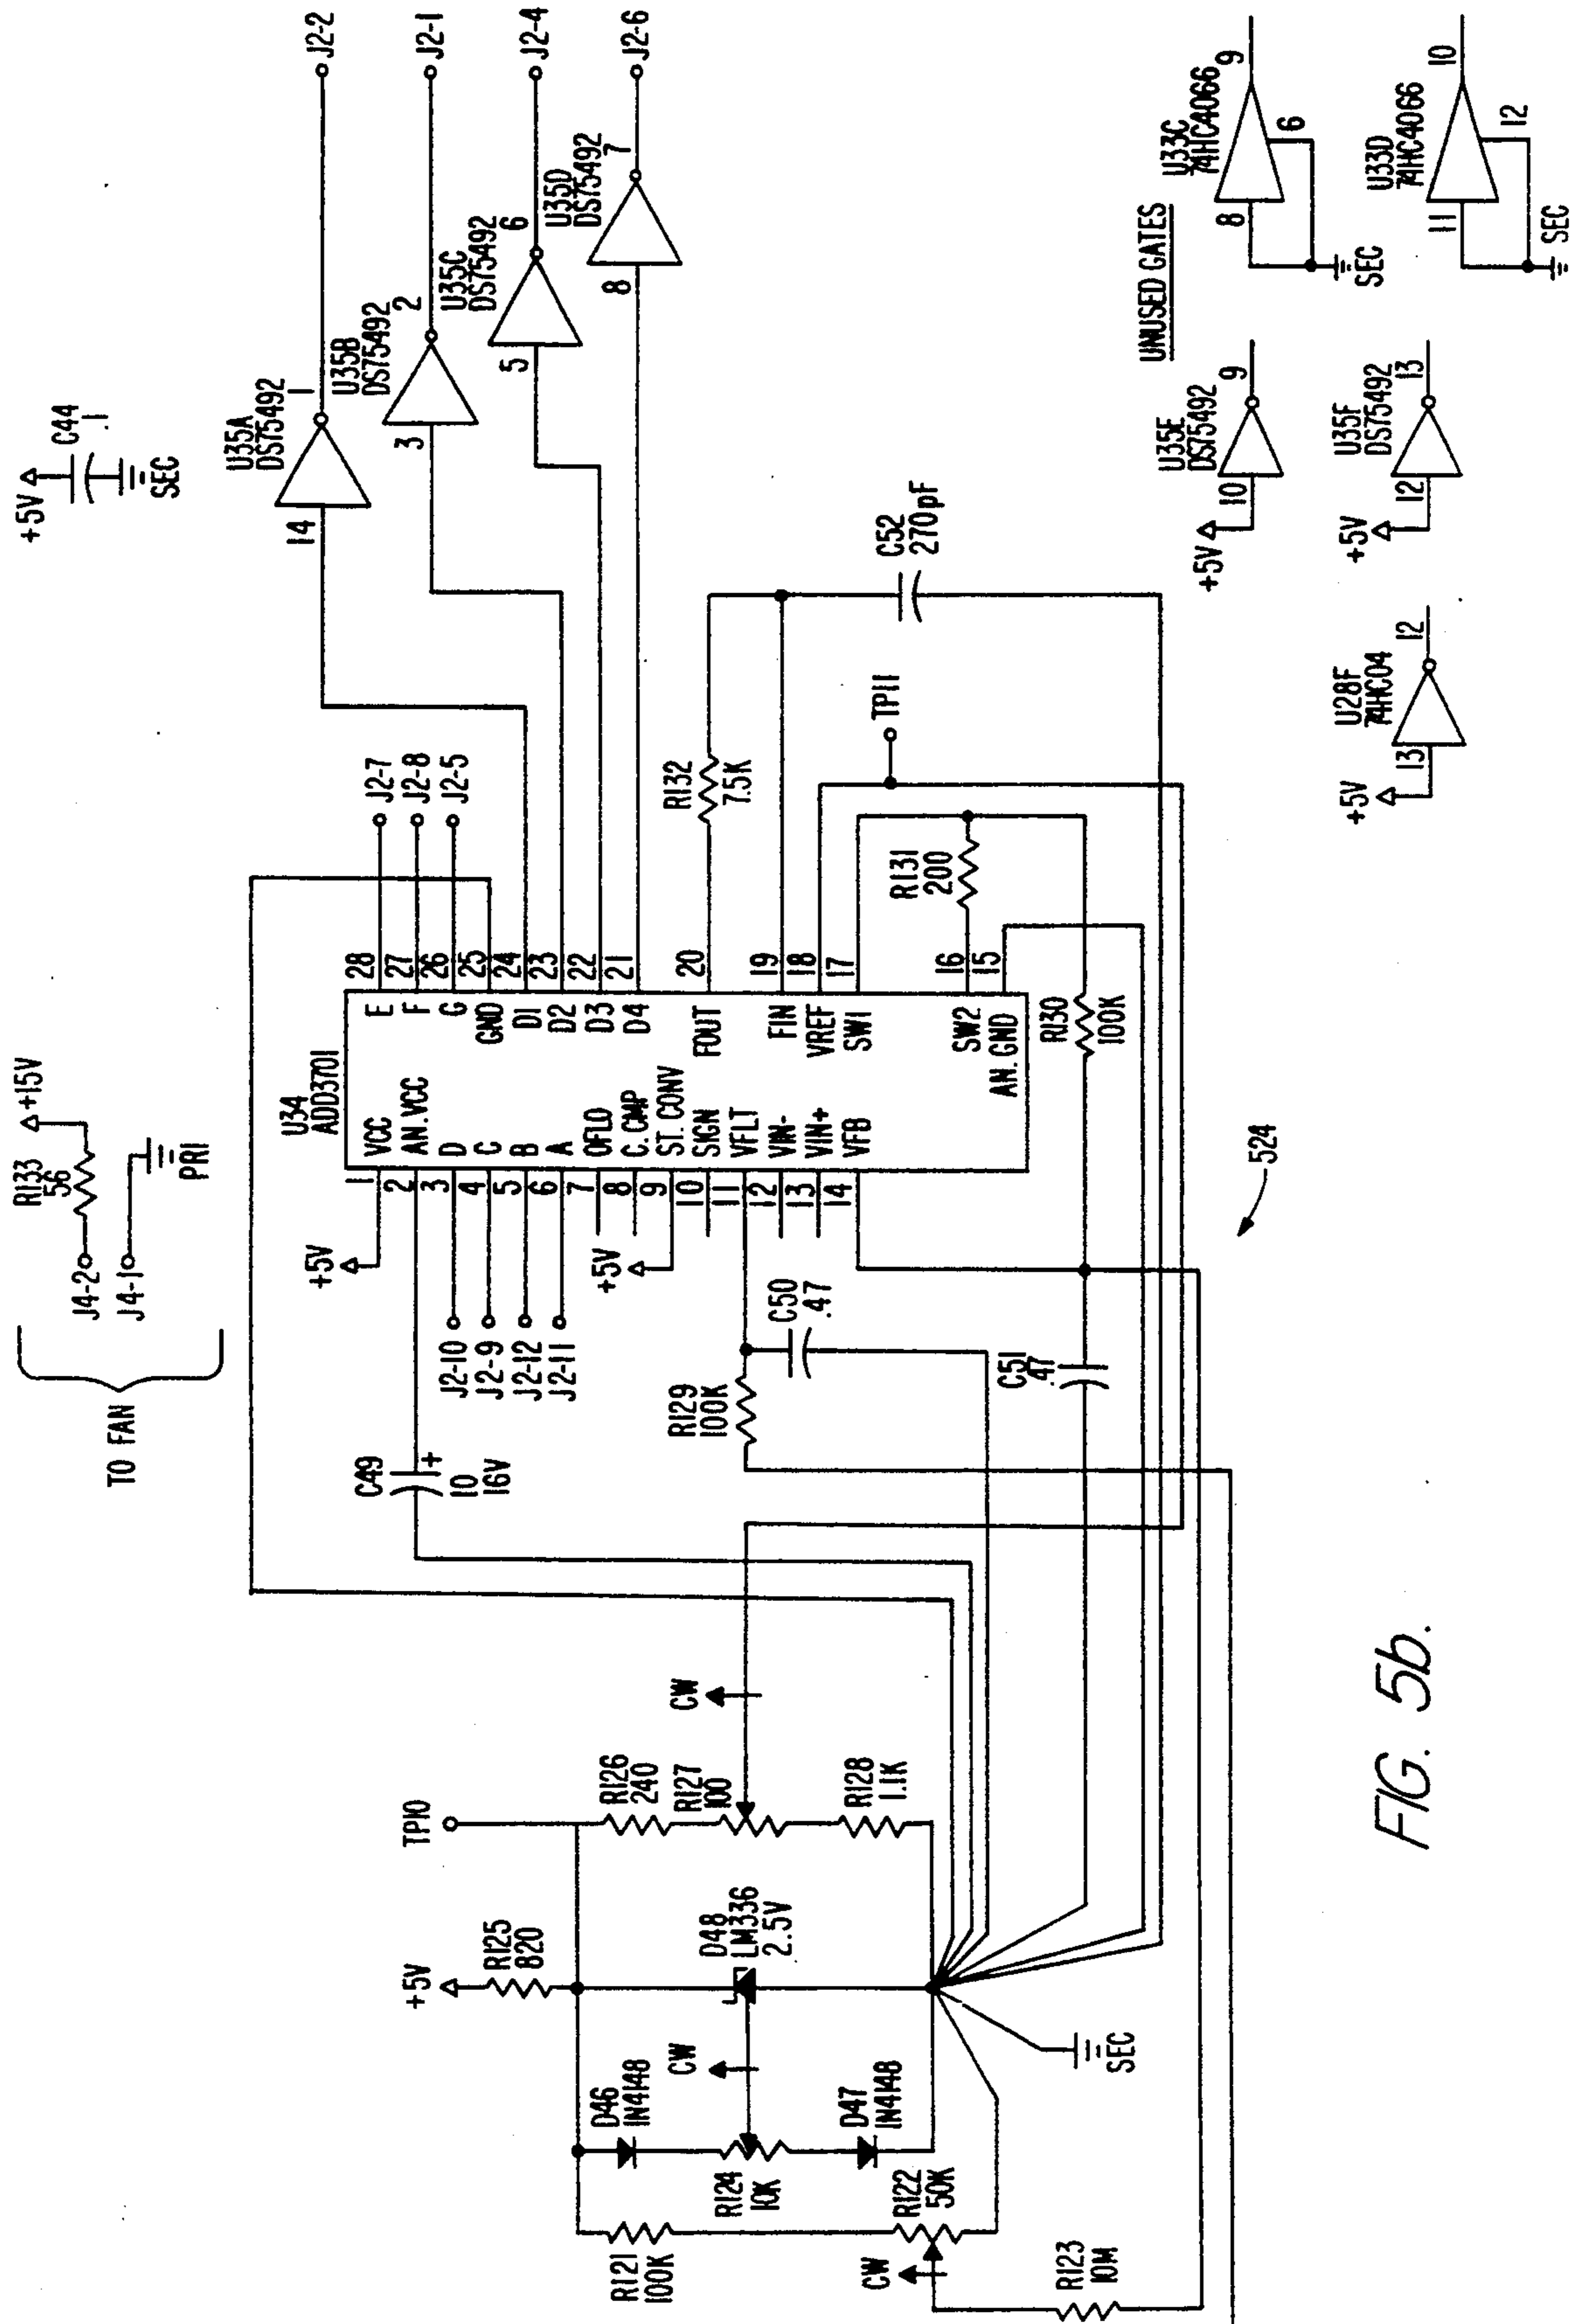 TO FAN
J4-2
J4-1
R133
56
+15V
PRI
+5V
C44
.1
SEC
U34
ADD3701
+5V
1
VCC
2
AN.VCC
3
D
4
C
5
B
6
A
7
OFLO
8
C.CMP
9
ST.CONV
10
SIGN
11
VFLT
12
VIN-
13
VIN+
14
VFB
E
28
F
27
G
26
GND
25
D1
24
D2
23
D3
22
D4
21
FOUT
20
FIN
19
VREF
18
SW1
17
SW2
16
AN.GND
15
J2-10
J2-9
J2-12
J2-11
+5V
J2-7
J2-8
J2-5
C49
+
10
16V
R129
100K
C50
.47
C51
.47
R130
100K
R131
200
R132
7.5K
TP11
C52
270pF
14
U35A
DS75492
1
J2-2
3
U35B
DS75492
2
J2-1
5
U35C
DS75492
6
J2-4
8
U35D
DS75492
7
J2-6
TP10
+5V
R125
820
D46
IN4148
R124
10K
CW
D47
IN4148
D48
LM336
2.5V
R126
240
R127
100
CW
R128
1.1K
R121
100K
R122
50K
CW
R123
10M
SEC
524
UNUSED GATES
+5V
13
U28F
74HC04
12
+5V
10
U35E
DS75492
9
+5V
12
U35F
DS75492
13
8
U33C
74HC4066
9
6
SEC
11
U33D
74HC4066
10
12
SEC
FIG. 5b.